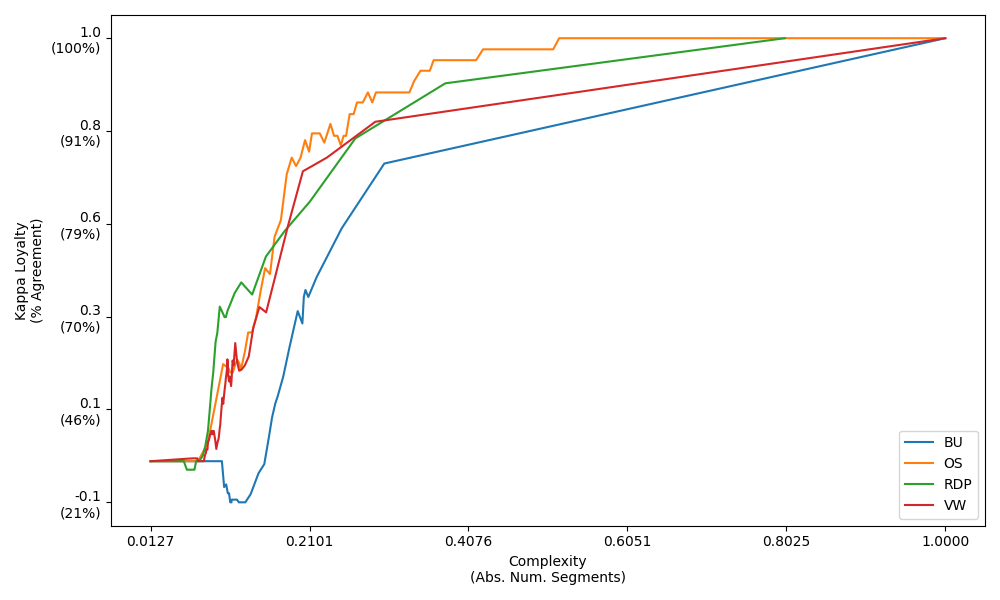 1.0
(100%)
0.8
(91%)
0.6
(79%)
0.3
(70%)
0.1
(46%)
-0.1
(21%)
Kappa Loyalty
(% Agreement)
BU
OS
RDP
VW
0.0127
0.2101
0.4076
0.6051
0.8025
1.0000
Complexity
(Abs. Num. Segments)